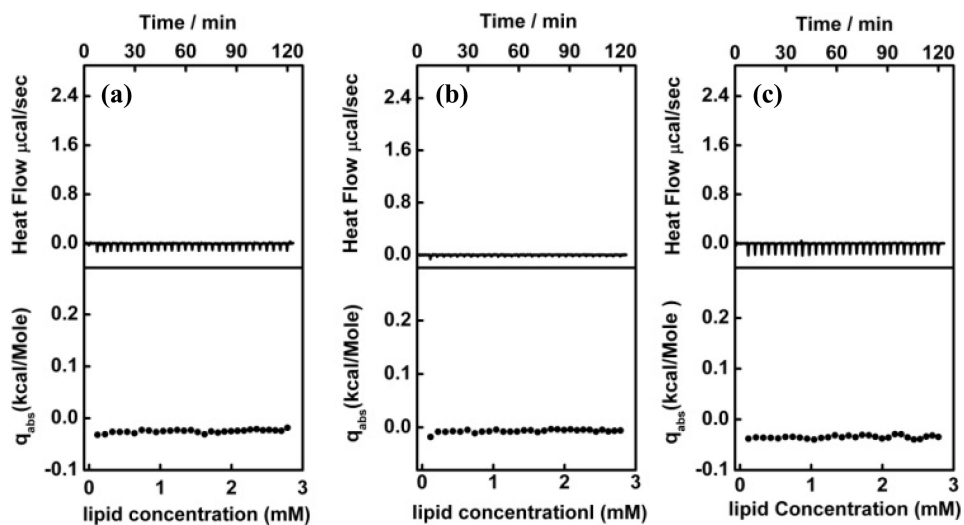 Time / min
0 30 60 90 120
Heat Flow μcal/sec
2.4
1.6
0.8
0.0
(a)
q_abs(kcal/Mole)
0.2
0.1
0.0
-0.1
0 1 2 3
lipid concentration (mM)
Time / min
0 30 60 90 120
Heat Flow μcal/sec
2.4
1.6
0.8
0.0
(b)
q_abs(kcal/Mole)
0.2
0.1
0.0
0 1 2 3
lipid concentrationl (mM)
Time / min
0 30 60 90 120
Heat Flow μcal/sec
2.4
1.6
0.8
0.0
(c)
q_abs(kcal/Mole )
0.2
0.1
0.0
-0.1
0 1 2 3
lipid Concentration (mM)